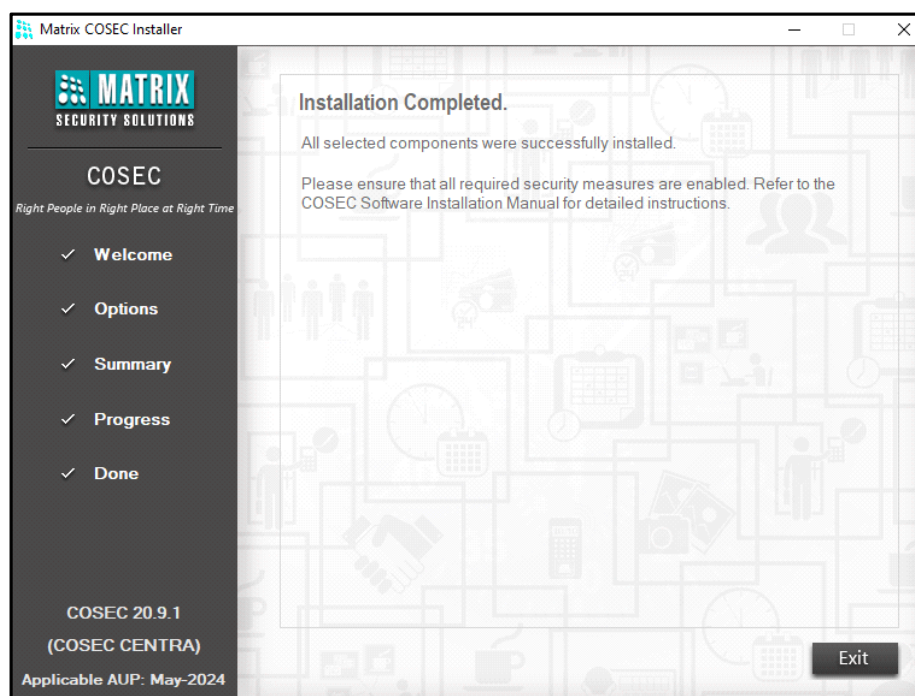 Matrix COSEC Installer
MATRIX
SECURITY SOLUTIONS
COSEC
Right People in Right Place at Right Time
Welcome
Options
Summary
Progress
Done
COSEC 20.9.1
(COSEC CENTRA)
Applicable AUP: May-2024
Installation Completed.
All selected components were successfully installed.
Please ensure that all required security measures are enabled. Refer to the
COSEC Software Installation Manual for detailed instructions.
Exit